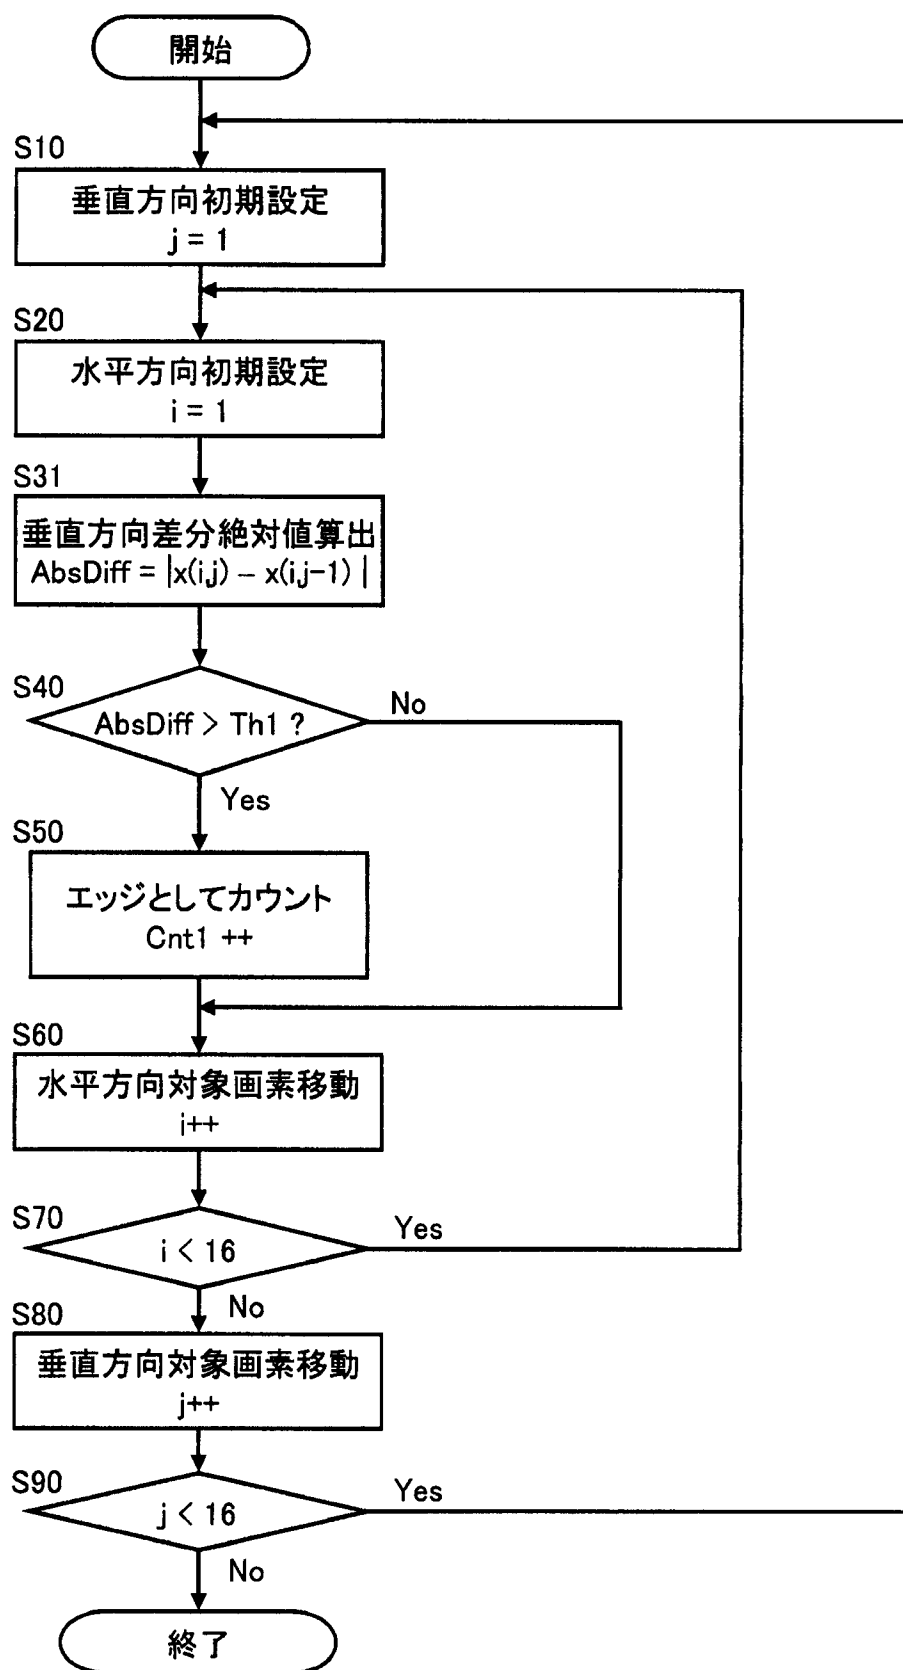 開始
S10
垂直方向初期設定
j = 1
S20
水平方向初期設定
i = 1
S31
垂直方向差分絶対値算出
AbsDiff = |x(i,j) – x(i,j-1) |
S40
AbsDiff > Th1 ?
No
Yes
S50
エッジとしてカウント
Cnt1 ++
S60
水平方向対象画素移動
i++
S70
i < 16
Yes
No
S80
垂直方向対象画素移動
j++
S90
j < 16
Yes
No
終了